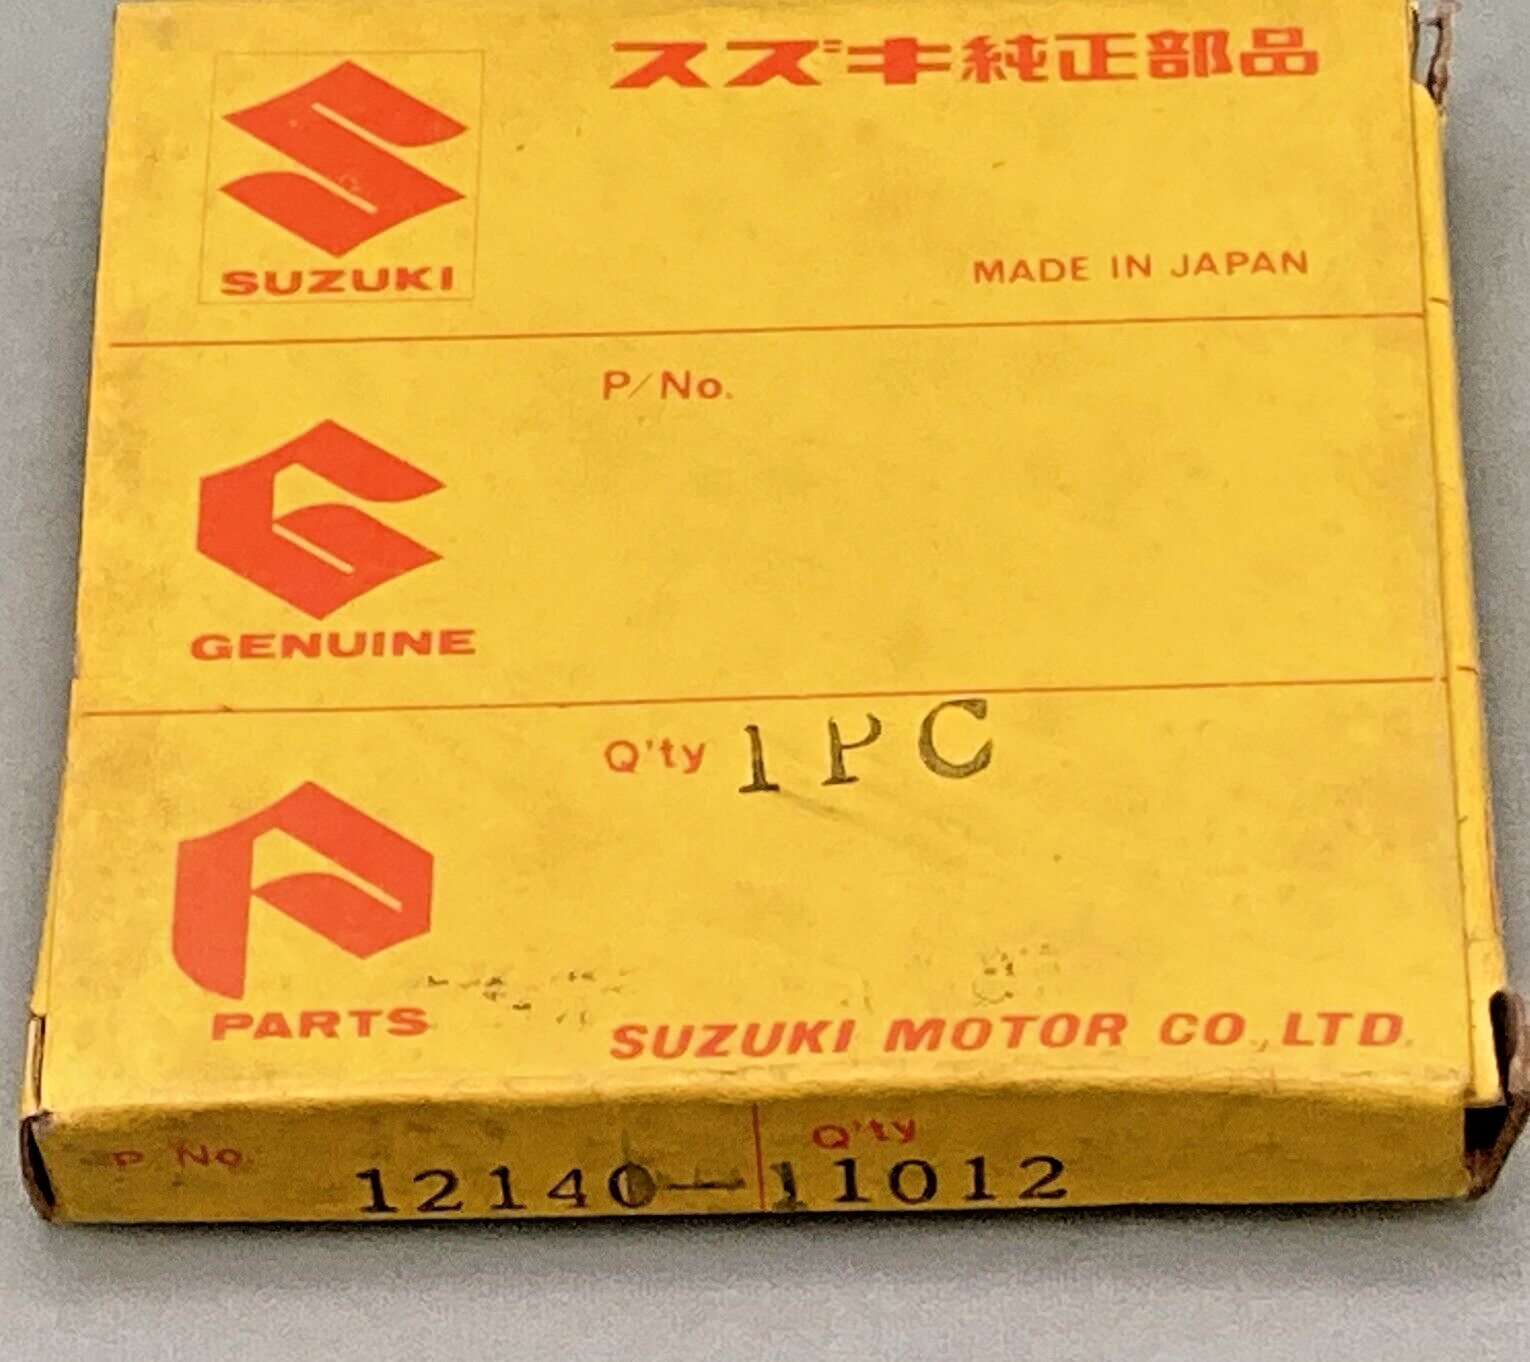 スズキ純正部品
SUZUKI
MADE IN JAPAN
P/No.
GENUINE
Q'ty 1PC
PARTS
SUZUKI MOTOR CO.,LTD.
P No. Q'ty
12140-11012